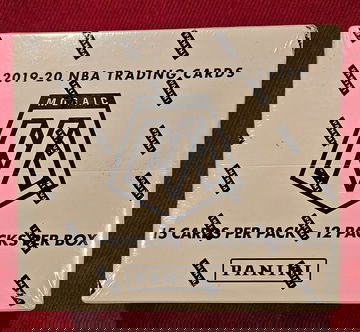 2019-20 NBA TRADING CARDS
MOSAIC
15 CARDS PER PACK 12 PACKS PER BOX
PANINI